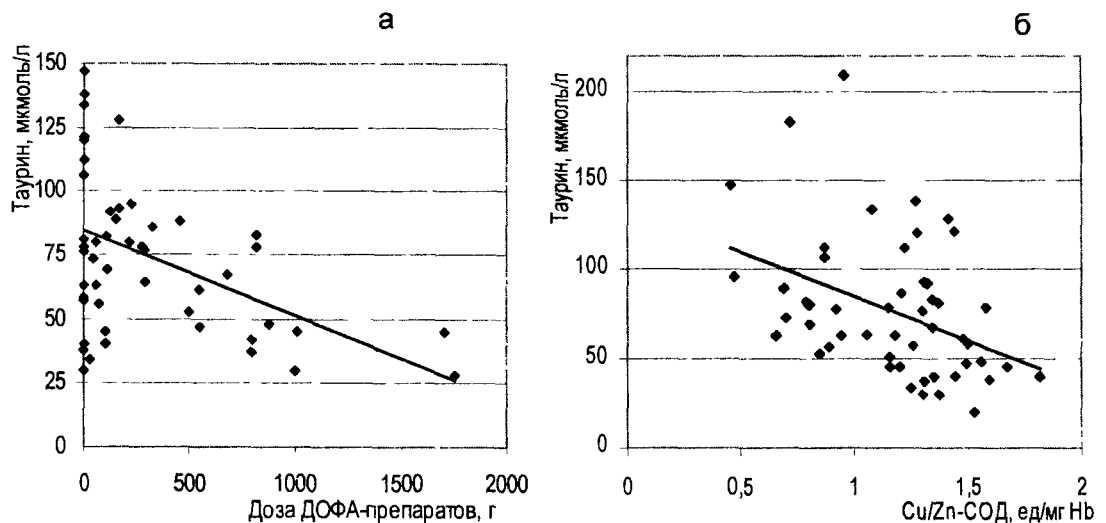 а
Таурин, мкмоль/л
150
125
100
75
50
25
0
0 500 1000 1500 2000
Доза ДОФА-препаратов, г
б
Таурин, мкмоль/л
200
150
100
50
0
0 0,5 1 1,5 2
Cu/Zn-СОД, ед/мг Hb